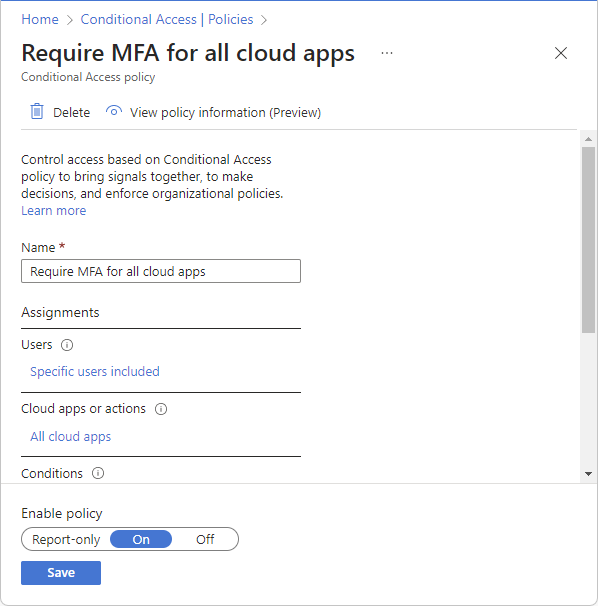 Home > Conditional Access | Policies >
Require MFA for all cloud apps ...
Conditional Access policy
Delete View policy information (Preview)
Control access based on Conditional Access
policy to bring signals together, to make
decisions, and enforce organizational policies.
Learn more
Name *
Require MFA for all cloud apps
Assignments
Users
Specific users included
Cloud apps or actions
All cloud apps
Conditions
Enable policy
Report-only On Off
Save